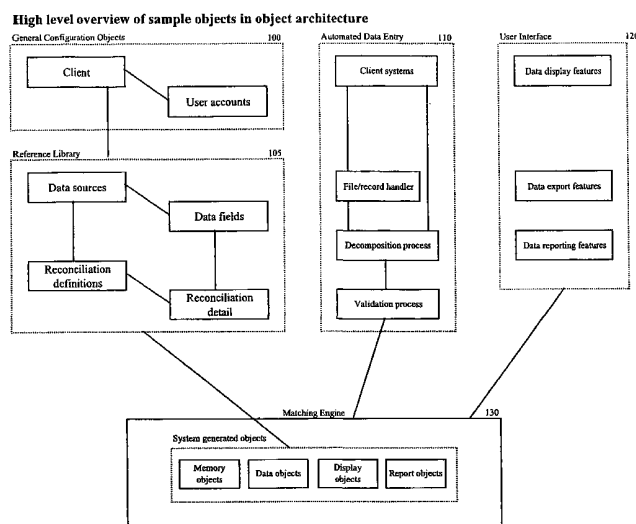 High level overview of sample objects in object architecture
General Configuration Objects 100
Client
User accounts
Reference Library 105
Data sources
Data fields
Reconciliation
definitions
Reconciliation
detail
Automated Data Entry 110
Client systems
File/record handler
Decomposition process
Validation process
User Interface 120
Data display features
Data export features
Data reporting features
Matching Engine 130
System generated objects
Memory
objects
Data objects
Display
objects
Report objects